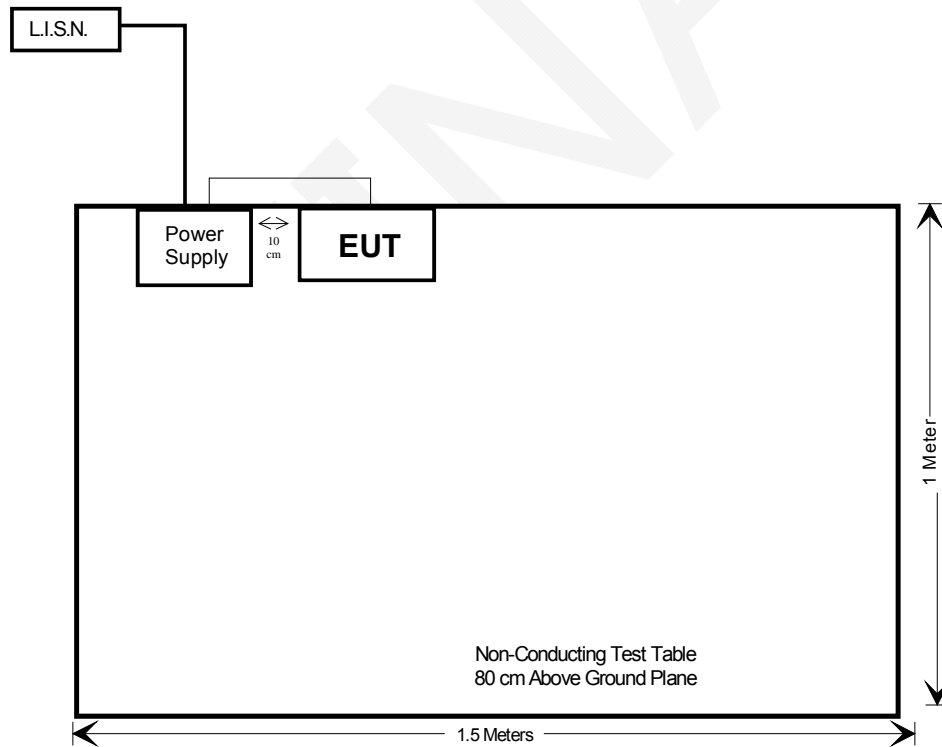 L.I.S.N.
Power
Supply
10
cm
EUT
1 Meter
Non-Conducting Test Table
80 cm Above Ground Plane
1.5 Meters